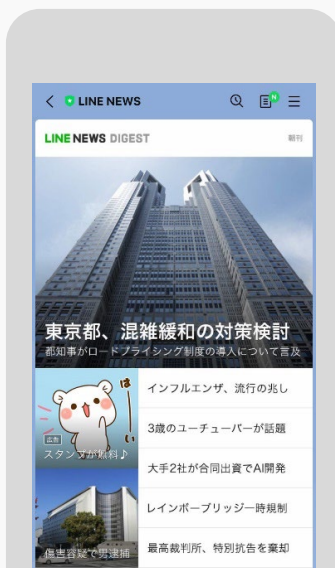 LINE NEWS
N
LINE NEWS DIGEST
朝刊
東京都、混雑緩和の対策検討
都知事がロードプライシング制度の導入について言及
はーい
広告
スタンプが無料♪
インフルエンザ、流行の兆し
3歳のユーチューバーが話題
大手2社が合同出資でAI開発
レインボーブリッジ一時規制
傷害容疑で男逮捕
最高裁判所、特別抗告を棄却